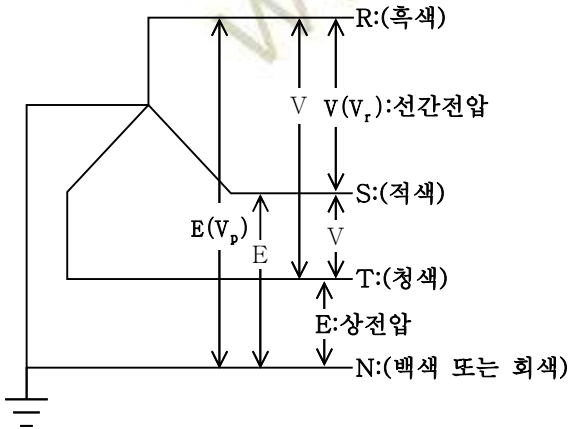 R:(흑색)
V
V(Vr):선간전압
S:(적색)
E(Vp)
E
V
T:(청색)
E:상전압
N:(백색 또는 회색)